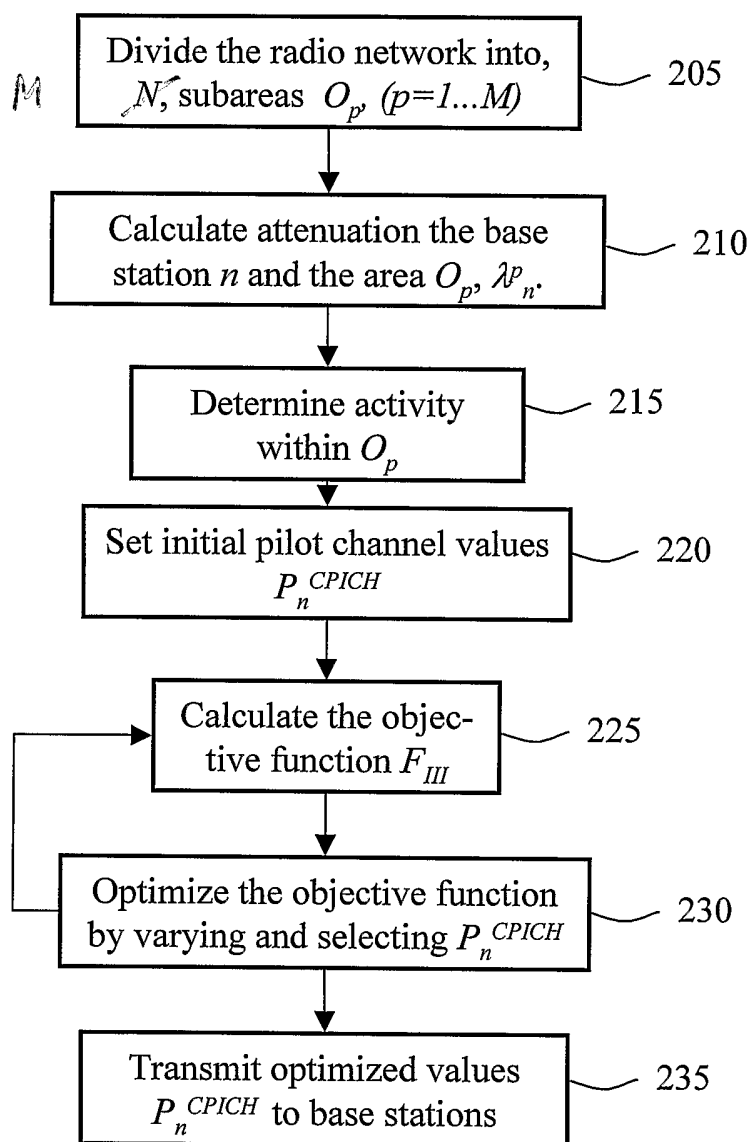 Divide the radio network into, 205
M N, subareas O_p, (p=1...M)
Calculate attenuation the base 210
station n and the area O_p, λ^p_n.
Determine activity 215
within O_p
Set initial pilot channel values 220
P_n^CPICH
Calculate the objec- 225
tive function F_III
Optimize the objective function 230
by varying and selecting P_n^CPICH
Transmit optimized values 235
P_n^CPICH to base stations